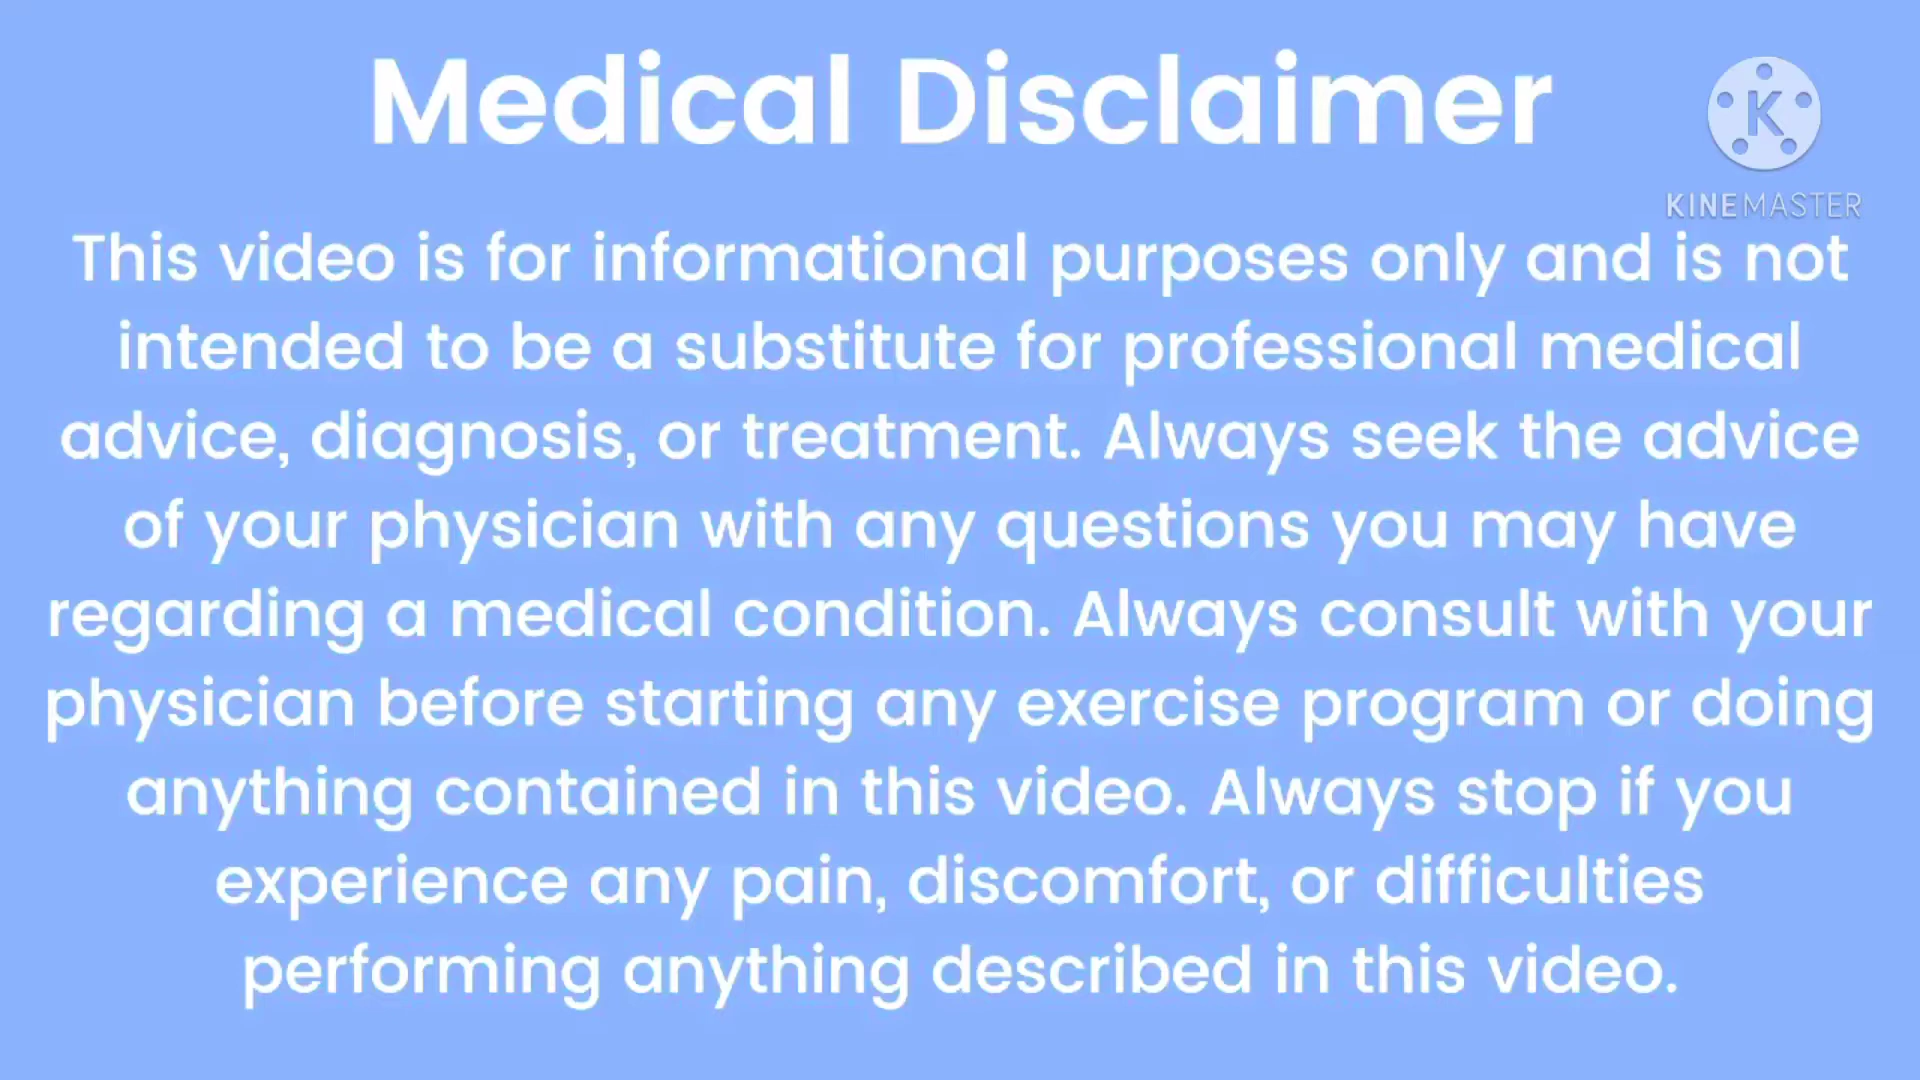 Medical Disclaimer
K
KINEMASTER
This video is for informational purposes only and is not
intended to be a substitute for professional medical
advice, diagnosis, or treatment. Always seek the advice
of your physician with any questions you may have
regarding a medical condition. Always consult with your
physician before starting any exercise program or doing
anything contained in this video. Always stop if you
experience any pain, discomfort, or difficulties
performing anything described in this video.